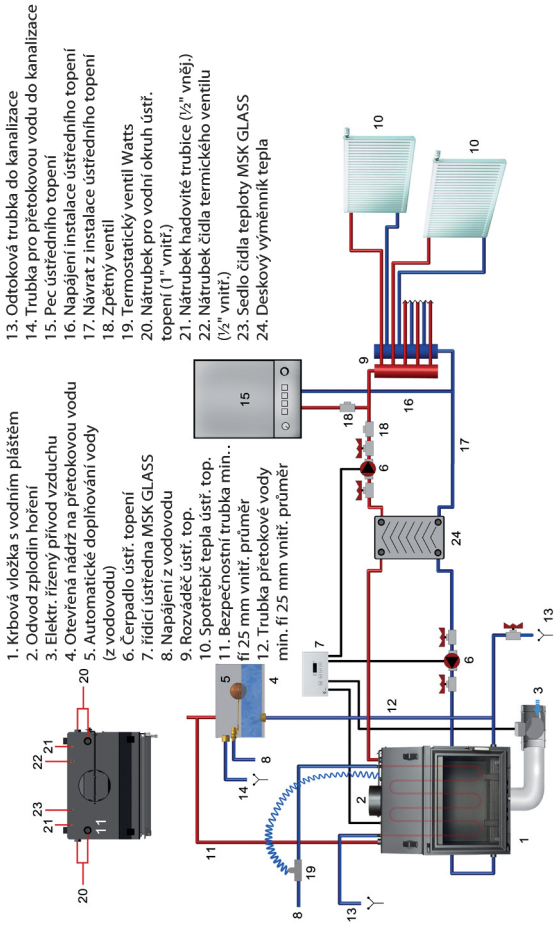 1. Krbová vložka s vodním pláštěm
2. Odvod zplodin hoření
3. Elektr. řízený přívod vzduchu
4. Otevřená nádrž na přetokovou vodu
5. Automatické doplňování vody
(z vodovodu)
6. Čerpadlo ústř. topení
7. řídicí ústředna MSK GLASS
8. Napájení z vodovodu
9. Rozváděč ústř. top.
10. Spotřebič tepla ústř. top.
11. Bezpečnostní trubka min..
fí 25 mm vnitř. průměr
12. Trubka přetokové vody
min. fí 25 mm vnitř. průměr
13. Odtoková trubka do kanalizace
14. Trubka pro přetokovou vodu do kanalizace
15. Pec ústředního topení
16. Napájení instalace ústředního topení
17. Návrat z instalace ústředního topení
18. Zpětný ventil
19. Termostatický ventil Watts
20. Nátrubek pro vodní okruh ústř.
topení (1" vnitř.)
21. Nátrubek hadovité trubice (½" vněj.)
22. Nátrubek čidla termického ventilu
(½" vnitř.)
23. Sedlo čidla teploty MSK GLASS
24. Deskový výměnník tepla
20
21
23
22
21
20
11
11
14
8
5
4
7
15
18
18
6
9
16
10
10
17
24
12
6
13
3
2
19
8
13
1